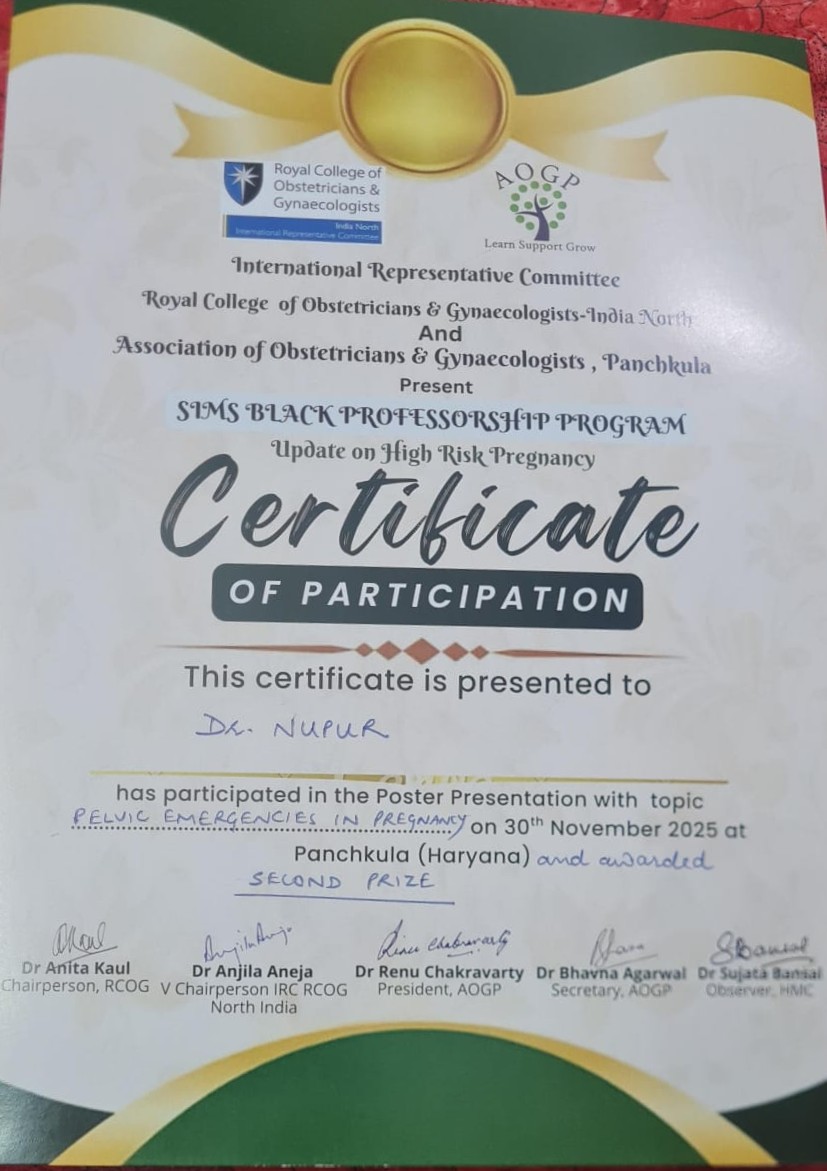 Royal College of
Obstetricians &
Gynaecologists
India North
International Representative Committee
AOGP
Learn Support Grow
International Representative Committee
Royal College of Obstetricians & Gynaecologists-India North
And
Association of Obstetricians & Gynaecologists , Panchkula
Present
SIMS BLACK PROFESSORSHIP PROGRAM
Update on High Risk Pregnancy
Certificate
OF PARTICIPATION
This certificate is presented to
Dr. NUPUR
has participated in the Poster Presentation with topic
PELVIC EMERGENCIES IN PREGNANCY on 30th November 2025 at
Panchkula (Haryana) and awarded
SECOND PRIZE
Dr Anita Kaul
Chairperson, RCOG
Dr Anjila Aneja
V Chairperson IRC RCOG
North India
Renu Chakravarty
Dr Renu Chakravarty
President, AOGP
Dr Bhavna Agarwal
Secretary, AOGP
SBansal
Dr Sujata Bansal
Observer, HMC